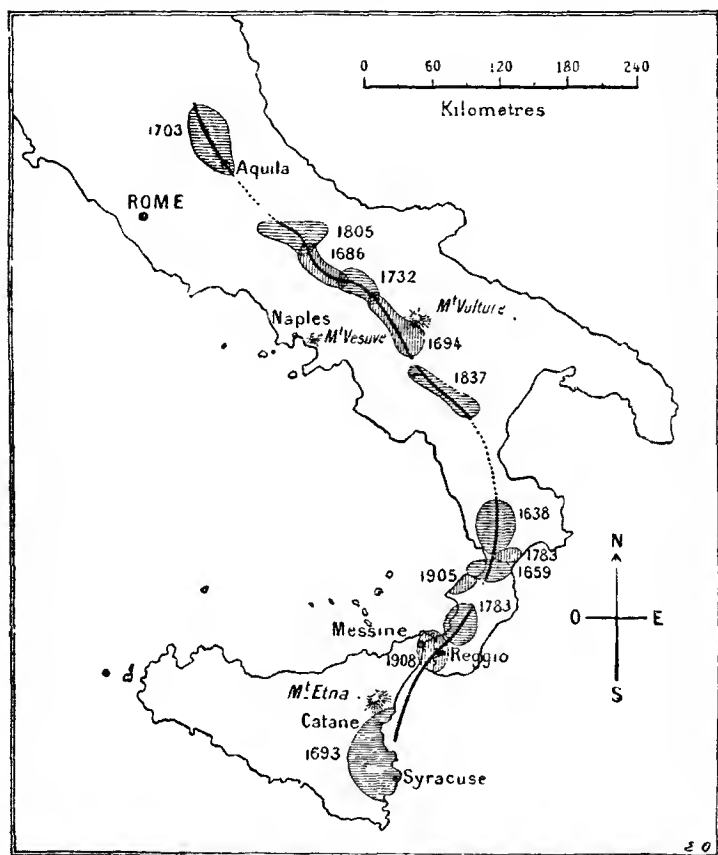 0 60 120 180 240
Kilometres
1703
Aquila
ROME
1805
1686
1732
Mt Vulture
Naples
Mt Vesuve
1694
1837
1638
1783
1659
1905
1783
Messine
1908
Reggio
Mt Etna
Catane
1693
Syracuse
N
O E
S
E O